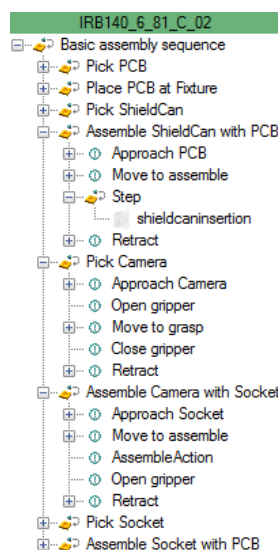 IRB140_6_81_C_02
Basic assembly sequence
Pick PCB
Place PCB at Fixture
Pick ShieldCan
Assemble ShieldCan with PCB
Approach PCB
Move to assemble
Step
shieldcaninsertion
Retract
Pick Camera
Approach Camera
Open gripper
Move to grasp
Close gripper
Retract
Assemble Camera with Socket
Approach Socket
Move to assemble
AssembleAction
Open gripper
Retract
Pick Socket
Assemble Socket with PCB